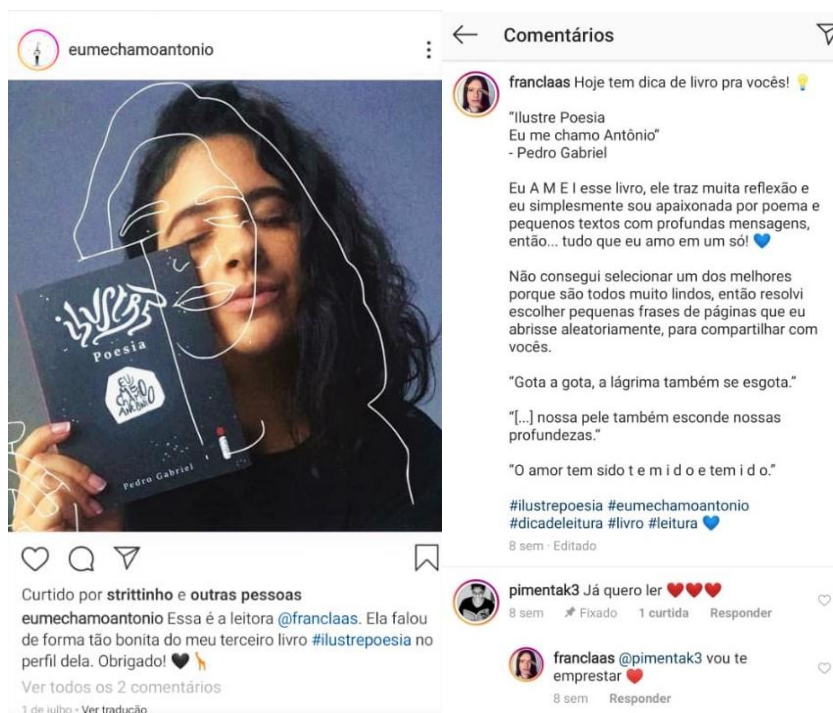 eumechamoantonio
ilustre
Poesia
EU
ME
CHAMO
ANTÔNIO
Pedro Gabriel
Curtido por strittinho e outras pessoas
eumechamoantonio Essa é a leitora @franclaas. Ela falou
de forma tão bonita do meu terceiro livro #ilustrepoesia no
perfil dela. Obrigado! 🖤🦒
Ver todos os 2 comentários
1 de julho • Ver tradução
Comentários
franclaas Hoje tem dica de livro pra vocês! 💡
“Ilustre Poesia
Eu me chamo Antônio”
- Pedro Gabriel
Eu A M E I esse livro, ele traz muita reflexão e
eu simplesmente sou apaixonada por poema e
pequenos textos com profundas mensagens,
então... tudo que eu amo em um só! 💙
Não consegui selecionar um dos melhores
porque são todos muito lindos, então resolvi
escolher pequenas frases de páginas que eu
abrisse aleatoriamente, para compartilhar com
vocês.
“Gota a gota, a lágrima também se esgota.”
“[...] nossa pele também esconde nossas
profundezas.”
“O amor tem sido t e m i d o e tem i d o.”
#ilustrepoesia #eumechamoantonio
#dicadeleitura #livro #leitura 💙
8 sem · Editado
pimentak3 Já quero ler ❤️❤️❤️
8 sem 📌 Fixado 1 curtida Responder
franclaas @pimentak3 vou te
emprestar ❤️
8 sem Responder